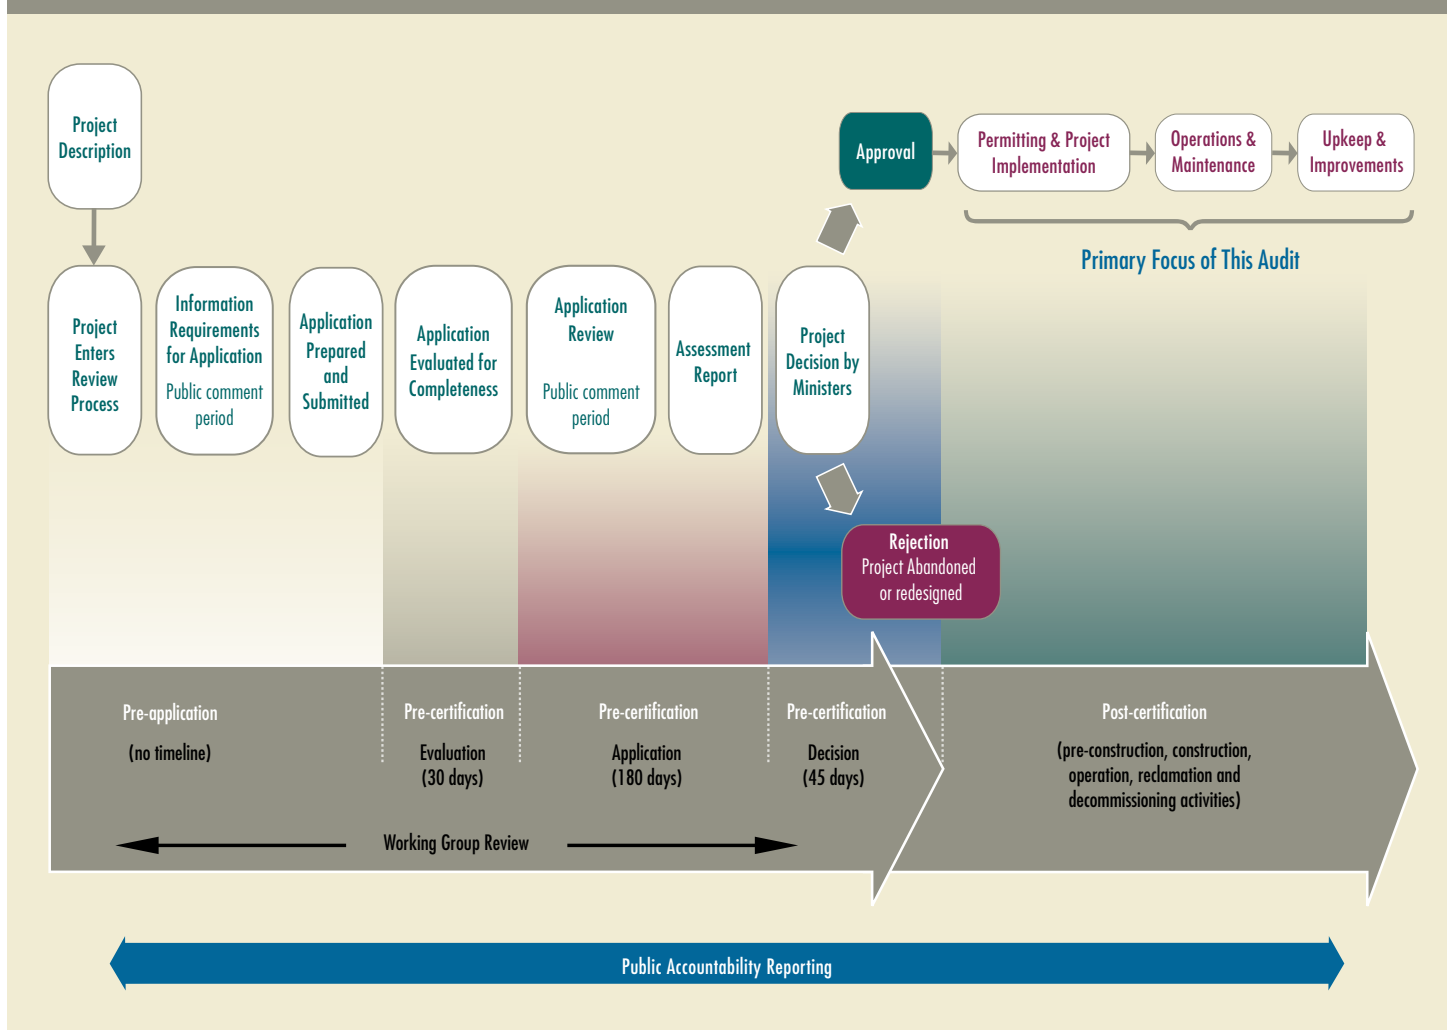 Project
Description
Approval
Permitting & Project
Implementation
Operations &
Maintenance
Upkeep &
Improvements
Primary Focus of This Audit
Project
Enters
Review
Process
Information
Requirements
for Application
Public comment
period
Application
Prepared
and
Submitted
Application
Evaluated for
Completeness
Application
Review
Public comment
period
Assessment
Report
Project
Decision by
Ministers
Rejection
Project Abandoned
or redesigned
Pre-application
(no timeline)
Pre-certification
Evaluation
(30 days)
Pre-certification
Application
(180 days)
Pre-certification
Decision
(45 days)
Post-certification
(pre-construction, construction,
operation, reclamation and
decommissioning activities)
Working Group Review
Public Accountability Reporting